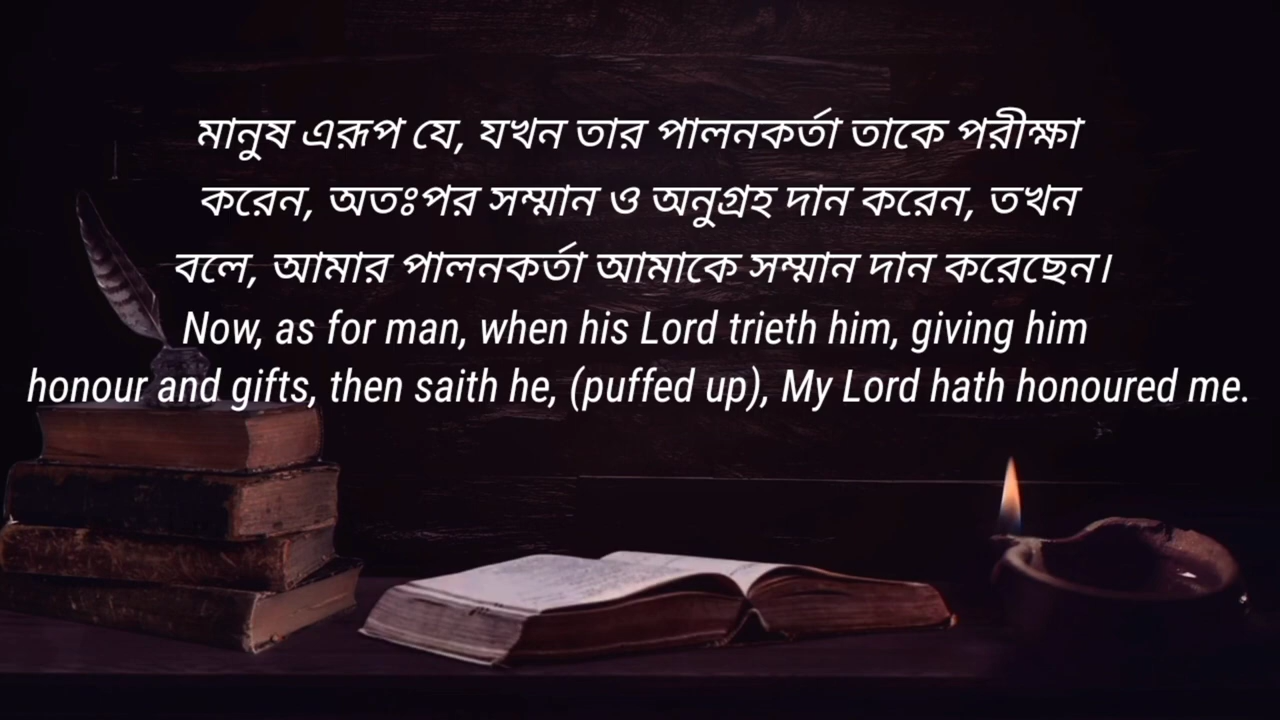 মানুষ এরূপ যে, যখন তার পালনকর্তা তাকে পরীক্ষা
করেন, অতঃপর সম্মান ও অনুগ্রহ দান করেন, তখন
বলে, আমার পালনকর্তা আমাকে সম্মান দান করেছেন।
Now, as for man, when his Lord trieth him, giving him
honour and gifts, then saith he, (puffed up), My Lord hath honoured me.